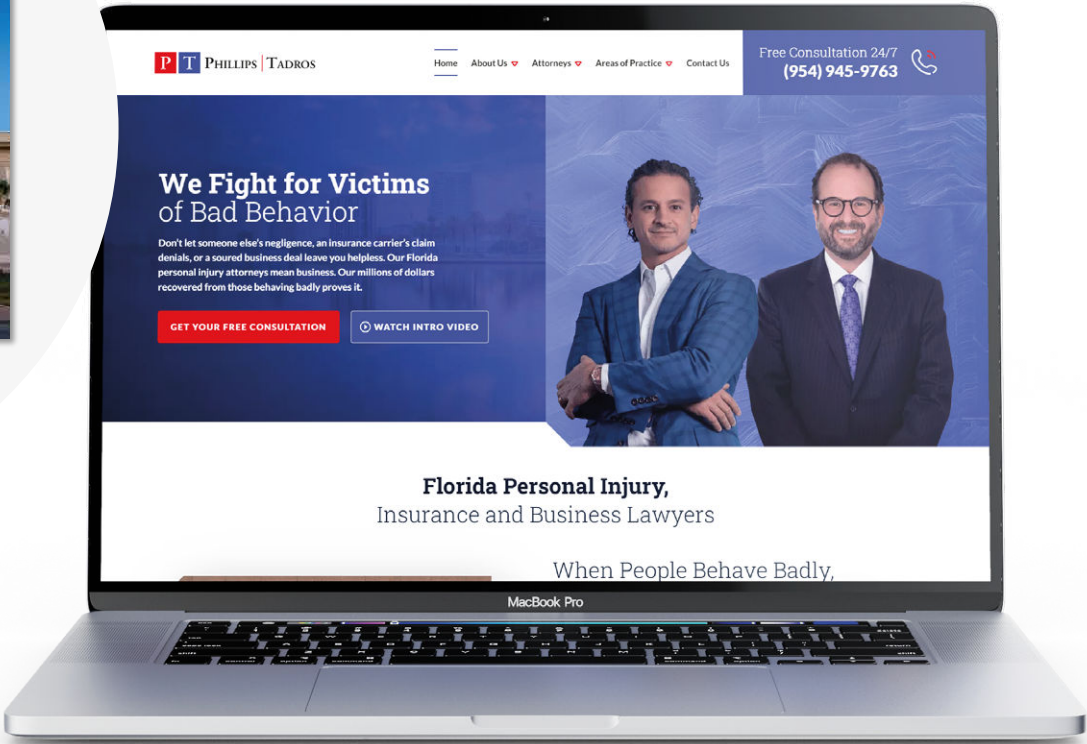 P T PHILLIPS | TADROS
Home About Us Attorneys Areas of Practice Contact Us
Free Consultation 24/7
(954) 945-9763
We Fight for Victims
of Bad Behavior
Don't let someone else's negligence, an insurance carrier's claim
denials, or a soured business deal leave you helpless. Our Florida
personal injury attorneys mean business. Our millions of dollars
recovered from those behaving badly proves it.
GET YOUR FREE CONSULTATION
WATCH INTRO VIDEO
Florida Personal Injury,
Insurance and Business Lawyers
When People Behave Badly,
MacBook Pro